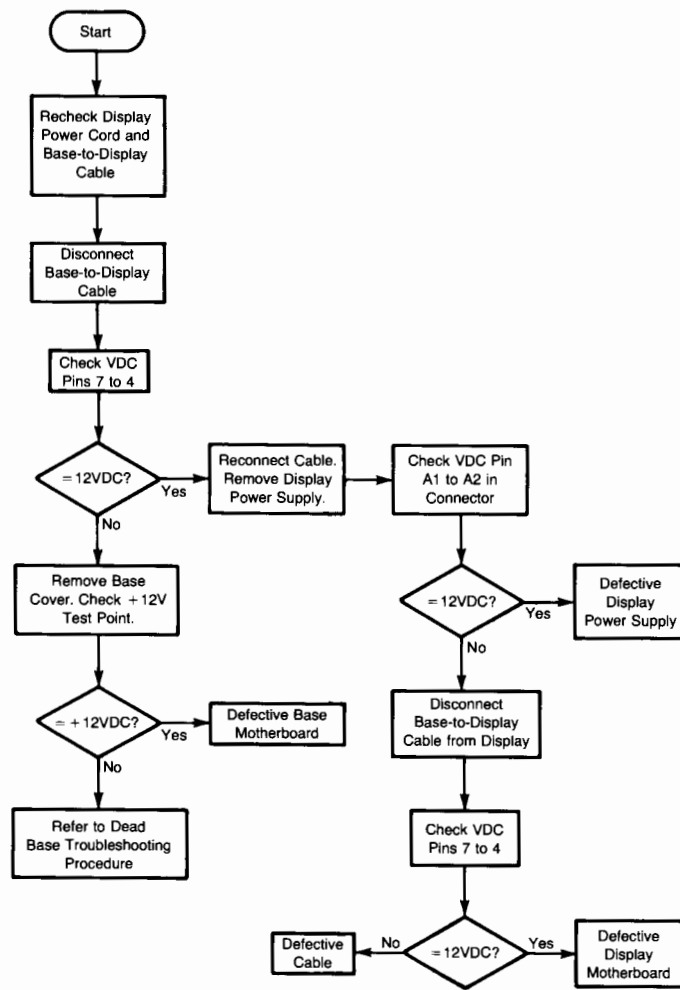 Start
Recheck Display
Power Cord and
Base-to-Display
Cable
Disconnect
Base-to-Display
Cable
Check VDC
Pins 7 to 4
=12VDC?
Yes
No
Reconnect Cable.
Remove Display
Power Supply.
Check VDC Pin
A1 to A2 in
Connector
Remove Base
Cover. Check +12V
Test Point.
=12VDC?
Yes
No
Defective
Display
Power Supply
=+12VDC?
Yes
No
Defective Base
Motherboard
Disconnect
Base-to-Display
Cable from Display
Refer to Dead
Base Troubleshooting
Procedure
Check VDC
Pins 7 to 4
=12VDC?
No
Yes
Defective
Cable
Defective
Display
Motherboard